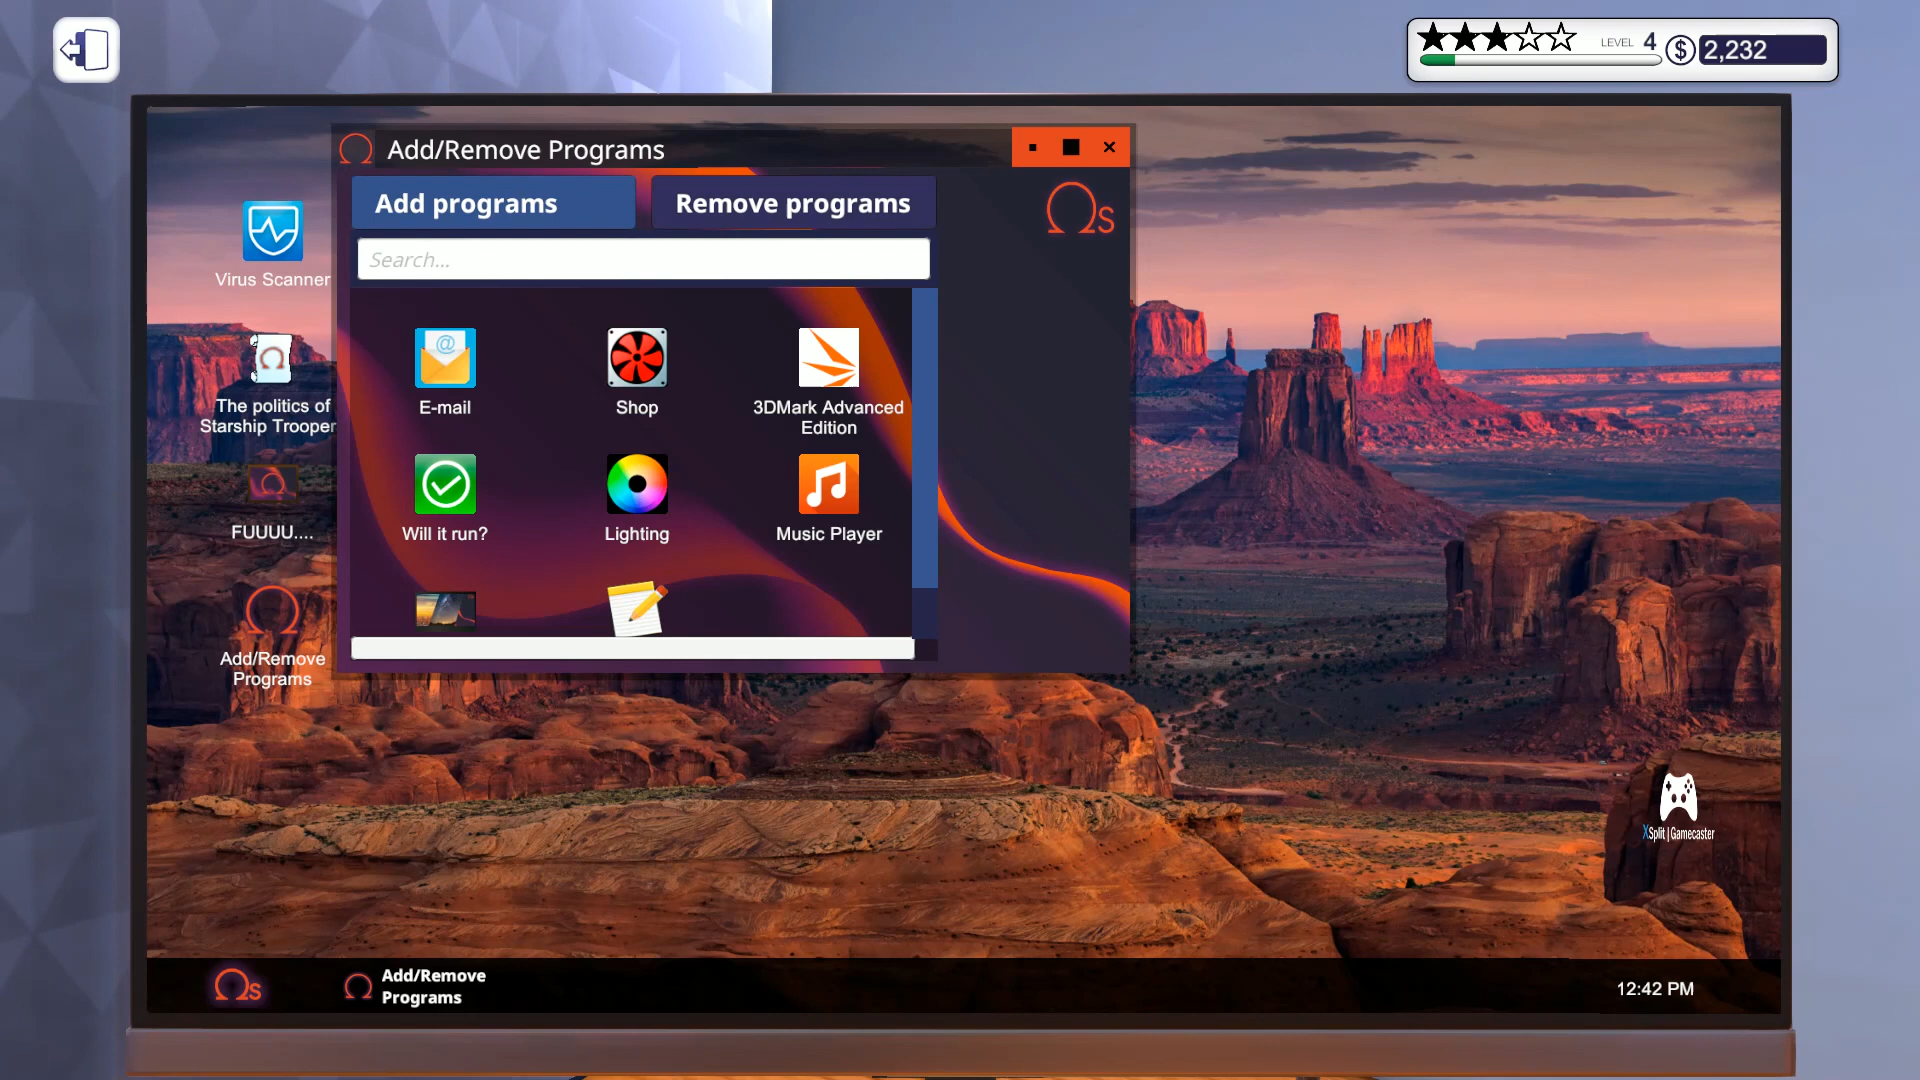 LEVEL 4
2,232
Add/Remove Programs
Add programs
Remove programs
Ωs
Search...
Virus Scanner
The politics of
Starship Trooper
FUUUU....
Add/Remove
Programs
E-mail
Shop
3DMark Advanced
Edition
Will it run?
Lighting
Music Player
XSplit|Gamecaster
Ωs
Add/Remove
Programs
12:42 PM